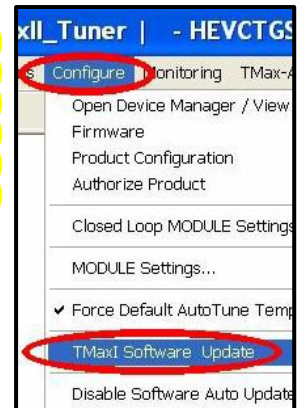 xII_Tuner | - HEVCTGS
s Configure Monitoring TMax-A
Open Device Manager / View
Firmware
Product Configuration
Authorize Product
Closed Loop MODULE Settings
MODULE Settings...
✓ Force Default AutoTune Temp
TMaxI Software Update
Disable Software Auto Update